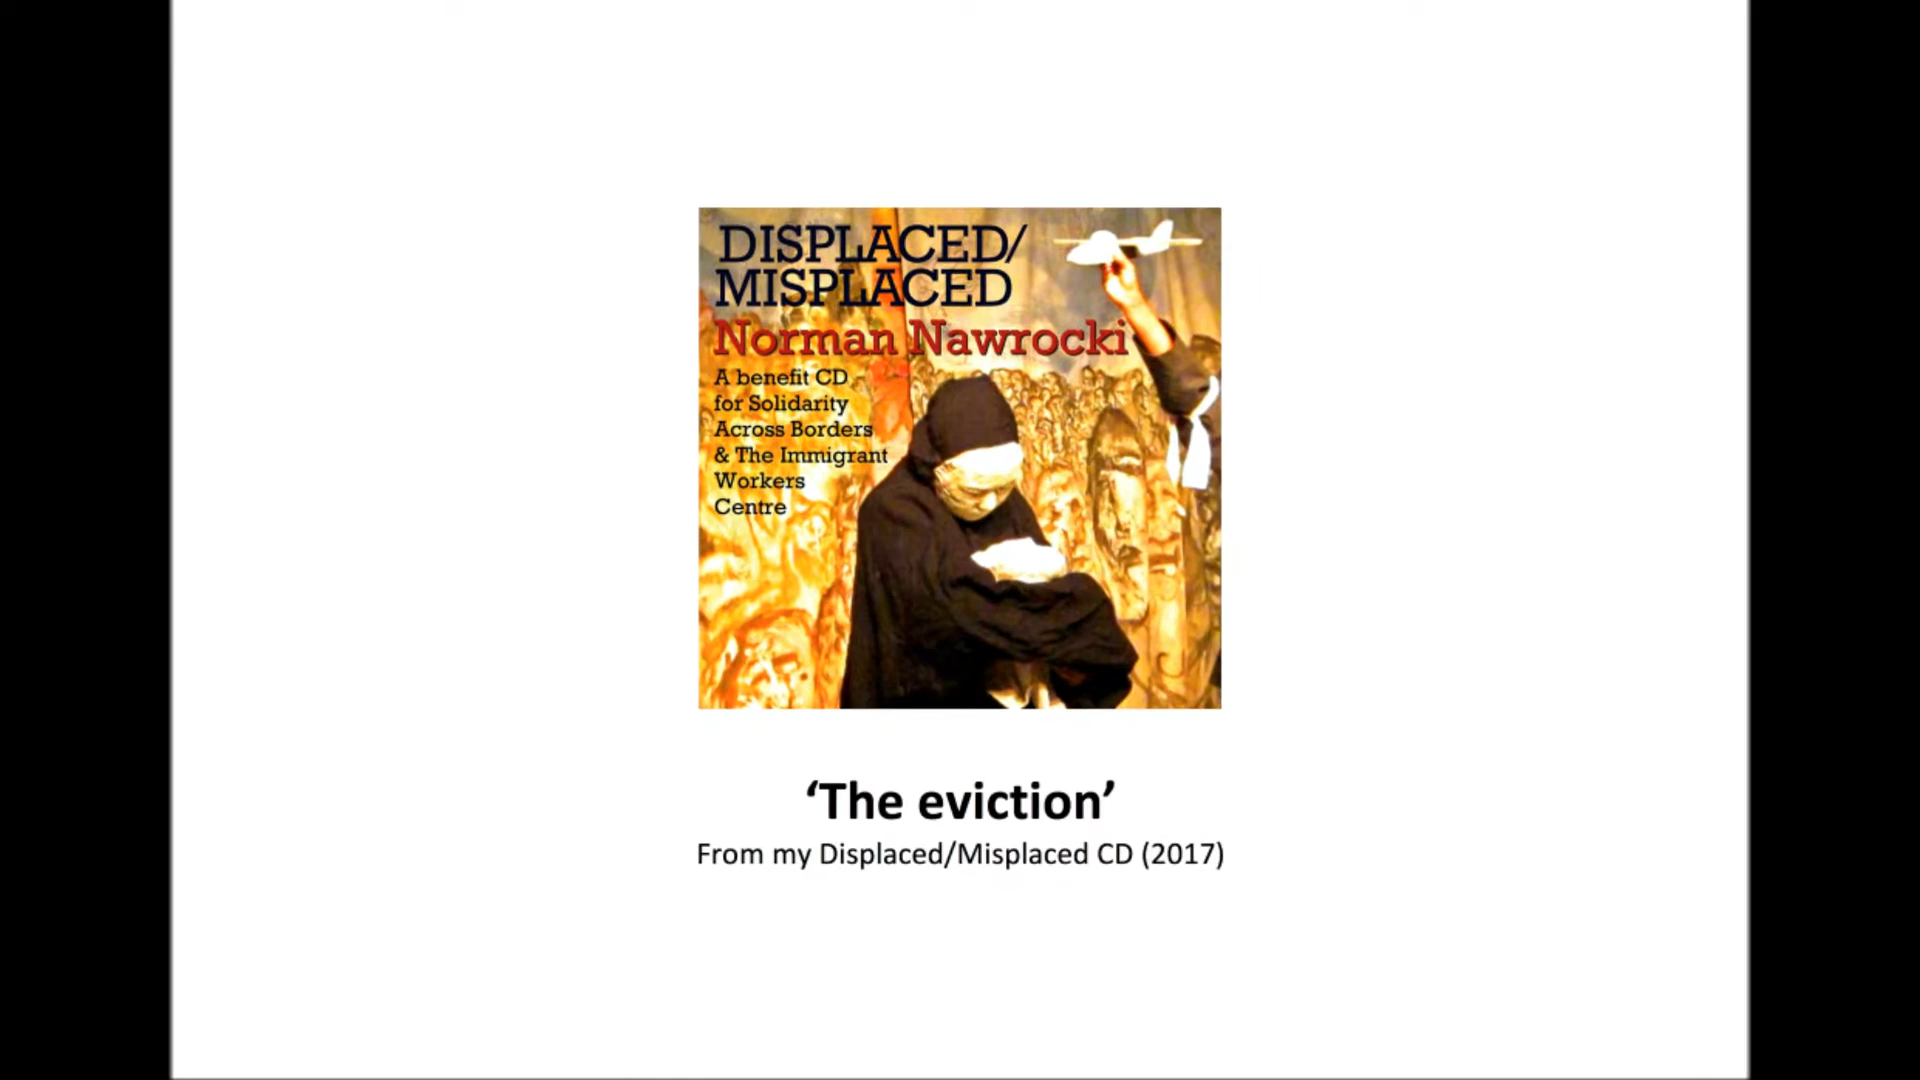 DISPLACED/
MISPLACED
Norman Nawrocki
A benefit CD
for Solidarity
Across Borders
& The Immigrant
Workers
Centre
‘The eviction’
From my Displaced/Misplaced CD (2017)